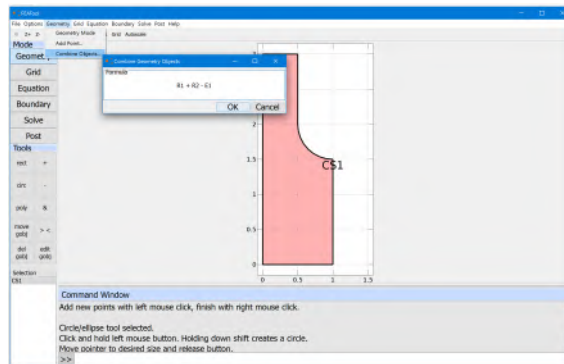 FEATool
File Options Geometry Grid Equation Boundary Solve Post Help
Geometry Mode
Grid Autoscale
Mode
Add Point...
Combine Objects...
Combine Geometry Objects
Formula
R1 + R2 - E1
OK Cancel
Grid
Equation
Boundary
Solve
Post
Tools
rect +
circ -
poly &
move gobj > <
del gobj edit gobj
Selection
CS1
2
1.5
1
0.5
0
0 0.5 1 1.5
CS1
Command Window
Add new points with left mouse click, finish with right mouse click.
Circle/ellipse tool selected.
Click and hold left mouse button. Holding down shift creates a circle.
Move pointer to desired size and release button.
>>